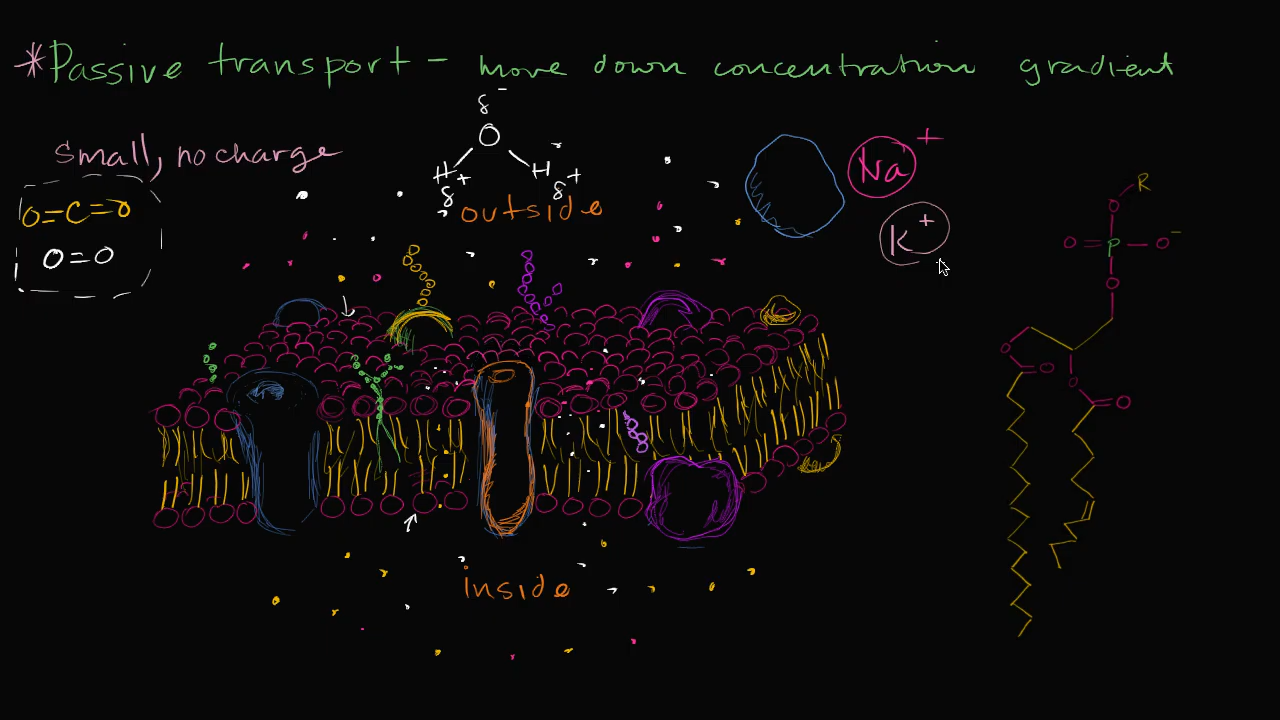 *Passive transport - move down concentration gradient
small, no charge
O=C=O
O=O
δ-
O
H H
δ+ δ+
outside
Na+
K+
inside
R
O
O=P-O-
O
O
O
O
O